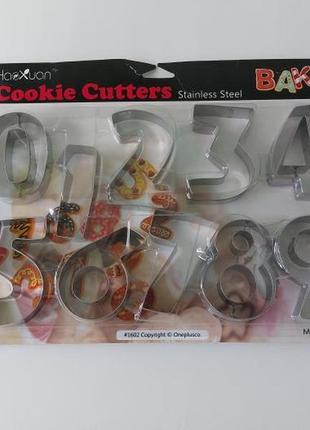 HaoXuan™
Cookie Cutters Stainless Steel
BAK
#1602 Copyright © Oneplusco.
M